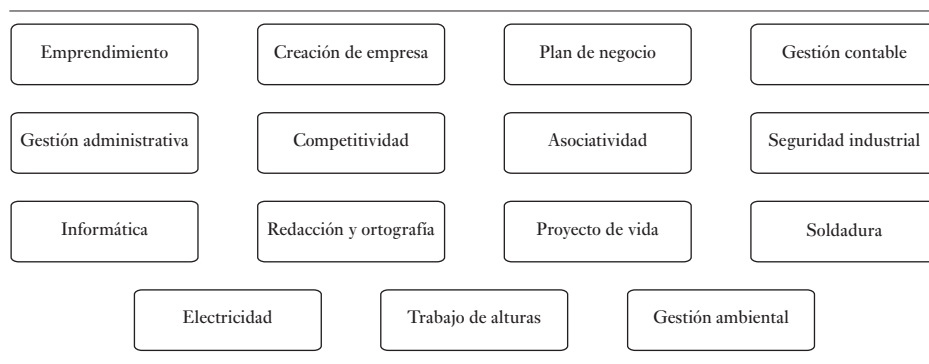 Emprendimiento
Creación de empresa
Plan de negocio
Gestión contable
Gestión administrativa
Competitividad
Asociatividad
Seguridad industrial
Informática
Redacción y ortografía
Proyecto de vida
Soldadura
Electricidad
Trabajo de alturas
Gestión ambiental